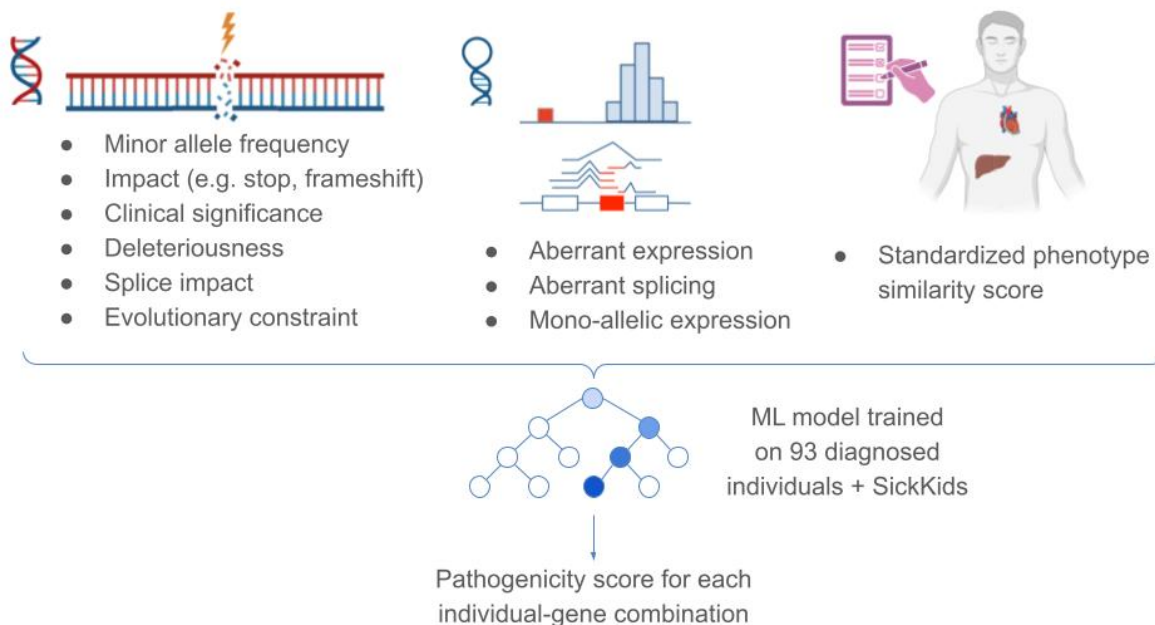 ● Minor allele frequency
● Impact (e.g. stop, frameshift)
● Clinical significance
● Deleteriousness
● Splice impact
● Evolutionary constraint
● Aberrant expression
● Aberrant splicing
● Mono-allelic expression
● Standardized phenotype
similarity score
ML model trained
on 93 diagnosed
individuals + SickKids
Pathogenicity score for each
individual-gene combination